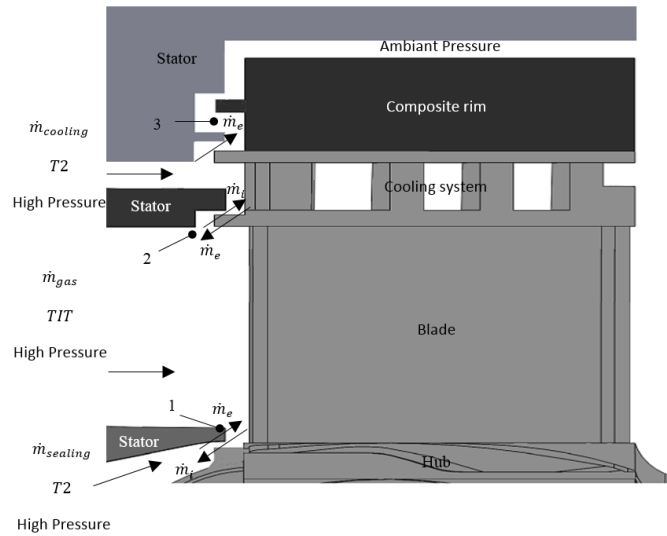 Ambiant Pressure
Stator
Composite rim
3
ṁe
ṁcooling
T2
High Pressure
Stator
ṁi
Cooling system
2
ṁe
ṁgas
TIT
High Pressure
Blade
1
ṁe
Stator
ṁsealing
ṁi
Hub
T2
High Pressure